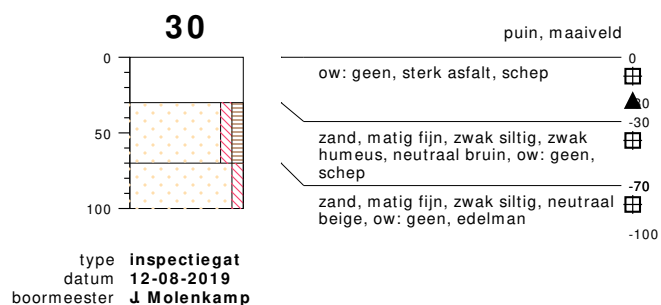 30
puin, maaiveld
0
50
100
0
ow: geen, sterk asfalt, schep
-30
zand, matig fijn, zwak siltig, zwak
humeus, neutraal bruin, ow: geen,
schep
-70
zand, matig fijn, zwak siltig, neutraal
beige, ow: geen, edelman
-100
type inspectiegat
datum 12-08-2019
boormeester J. Molenkamp